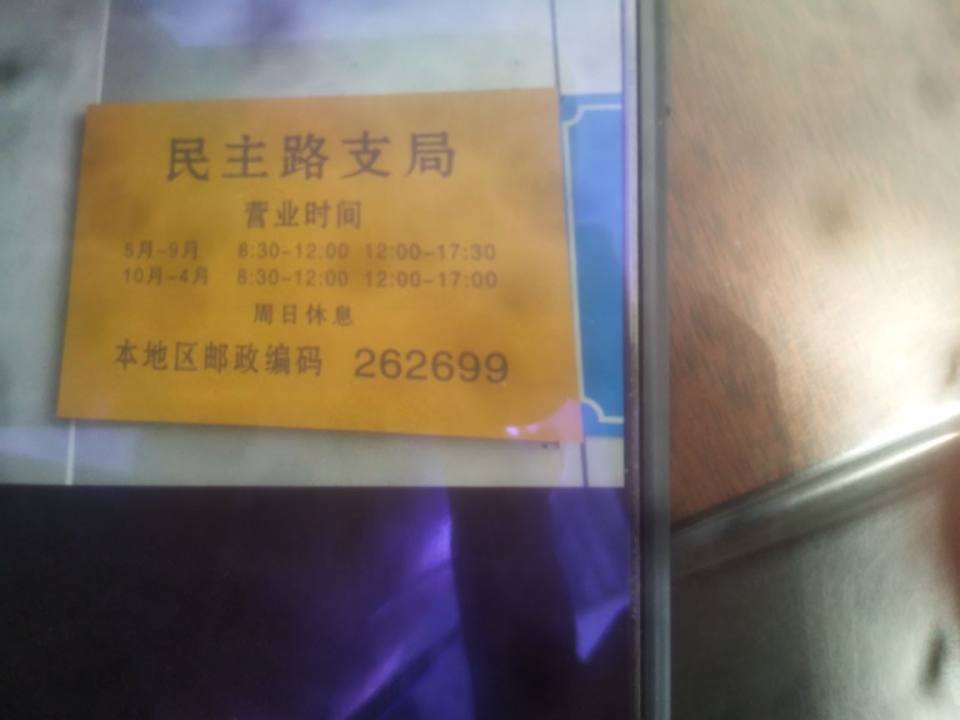 民主路支局
营业时间
5月-9月 8:30-12:00 12:00-17:30
10月-4月 8:30-12:00 12:00-17:00
周日休息
本地区邮政编码 262699